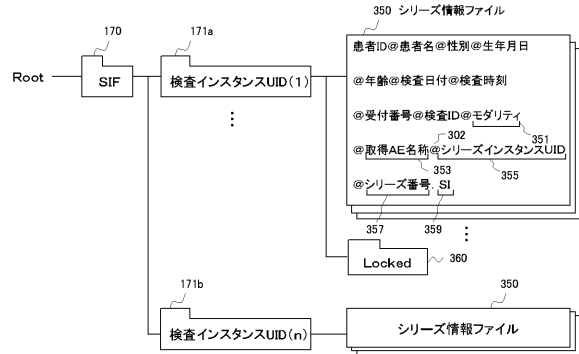 350 シリーズ情報ファイル
170
171a
患者ID@患者名@性別@生年月日
Root
SIF
検査インスタンスUID(1)
@年齢@検査日付@検査時刻
@受付番号@検査ID@モダリティ
302
351
@取得AE名称@シリーズインスタンスUID
353
355
@シリーズ番号.SI
357
359
Locked
360
171b
350
検査インスタンスUID(n)
シリーズ情報ファイル